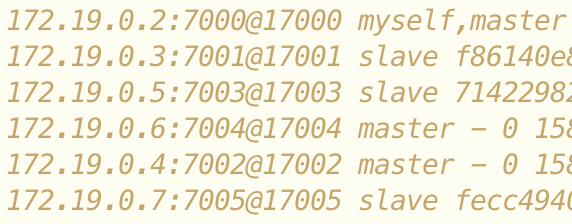 172.19.0.2:7000@17000 myself,master
172.19.0.3:7001@17001 slave f86140e8
172.19.0.5:7003@17003 slave 71422982
172.19.0.6:7004@17004 master – 0 158
172.19.0.4:7002@17002 master – 0 158
172.19.0.7:7005@17005 slave fecc4940